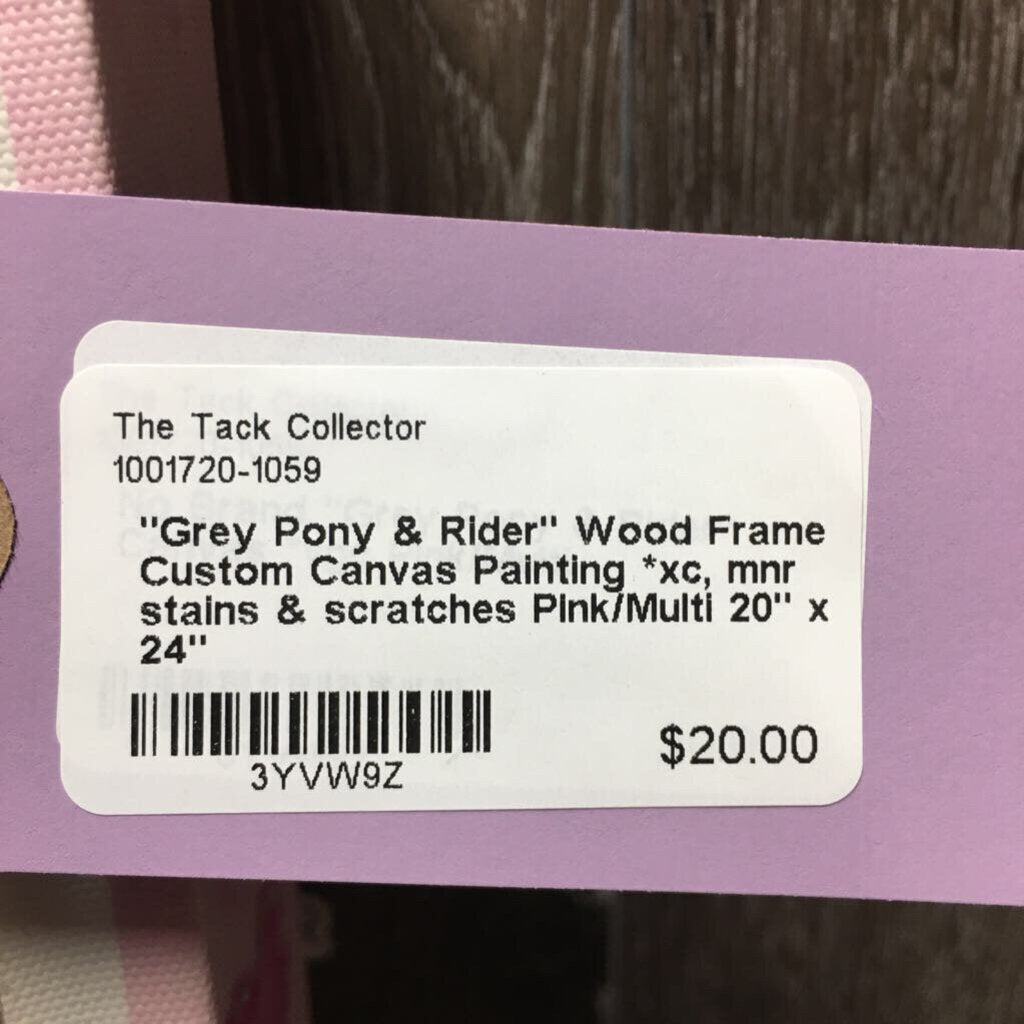 The Tack Collector
1001720-1059
"Grey Pony & Rider" Wood Frame
Custom Canvas Painting *xc, mnr
stains & scratches Pink/Multi 20" x
24"
3YVW9Z
$20.00